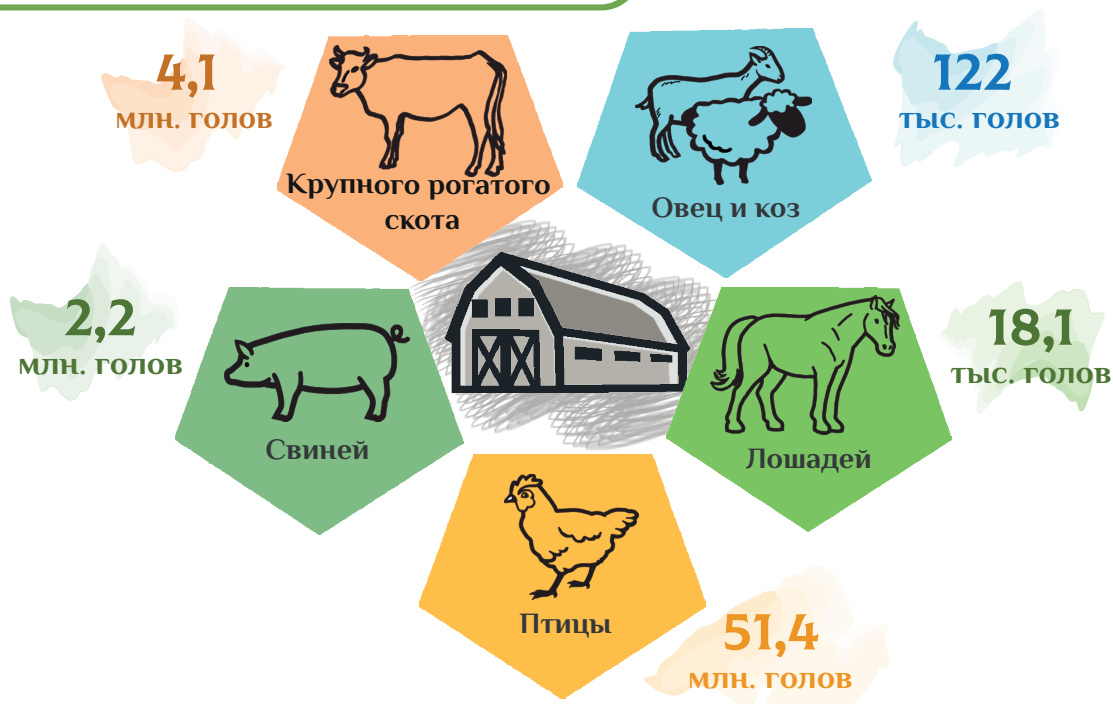 4,1
млн. голов
Крупного рогатого
скота
122
тыс. голов
Овец и коз
2,2
млн. голов
Свиней
18,1
тыс. голов
Лошадей
Птицы
51,4
млн. голов